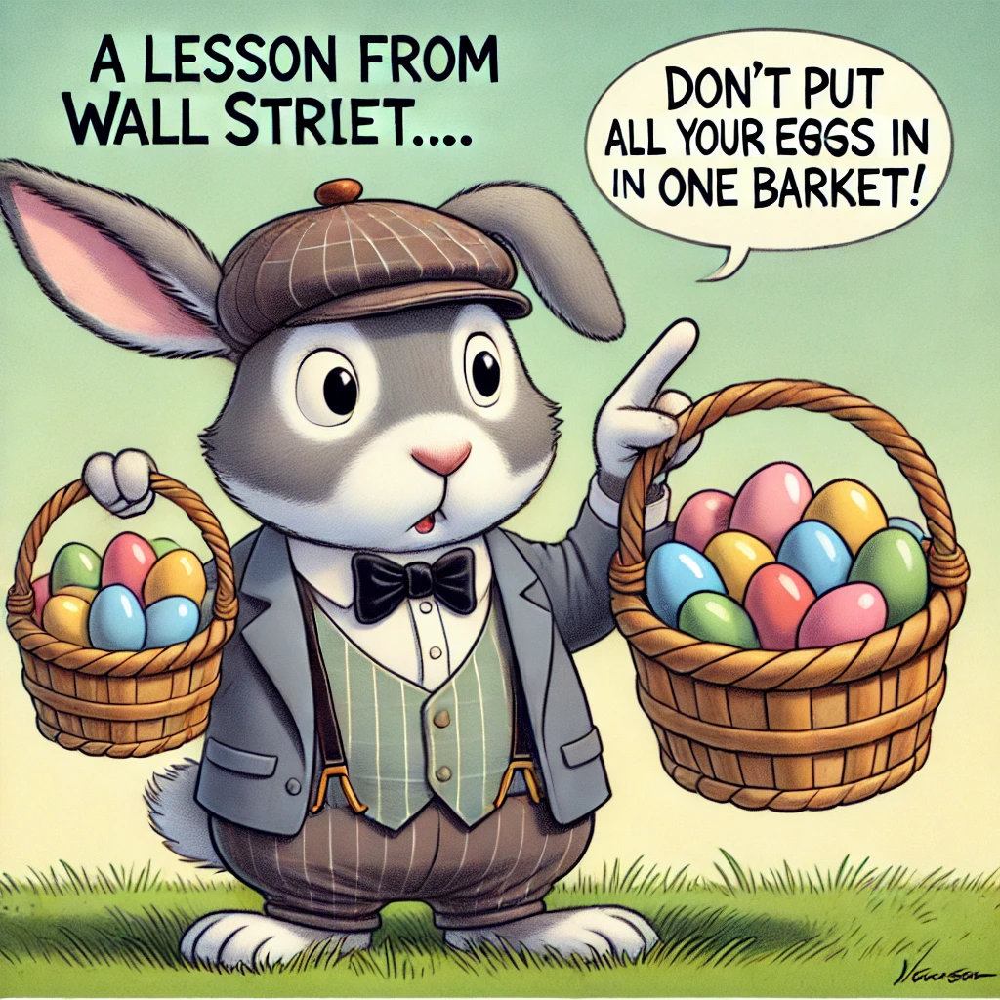 A LESSON FROM
WALL STRIET....
DON'T PUT
ALL YOUR EGGS IN
IN ONE BARKET!